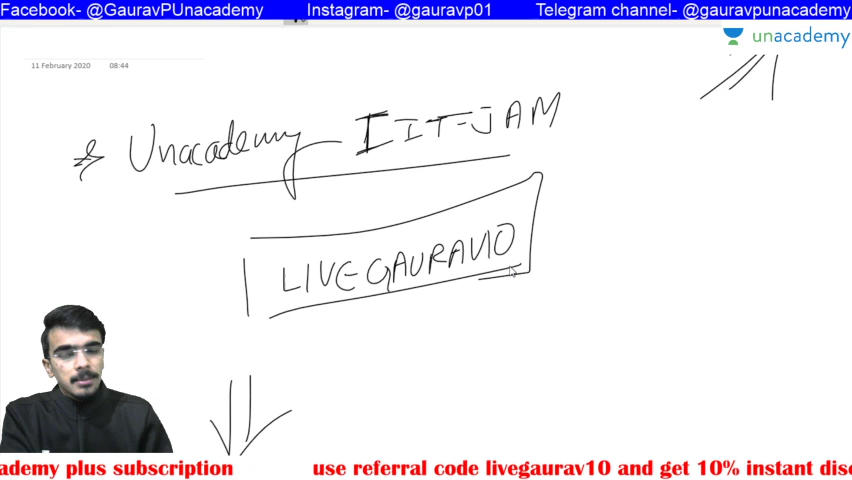 Facebook- @GauravPUnacademy Instagram- @gauravp01 Telegram channel- @gauravpunacademy
unacademy
11 February 2020 08:44
* Unacademy IIT-JAM
LIVEGAURAV10
ademy plus subscription use referral code livegaurav10 and get 10% instant disc